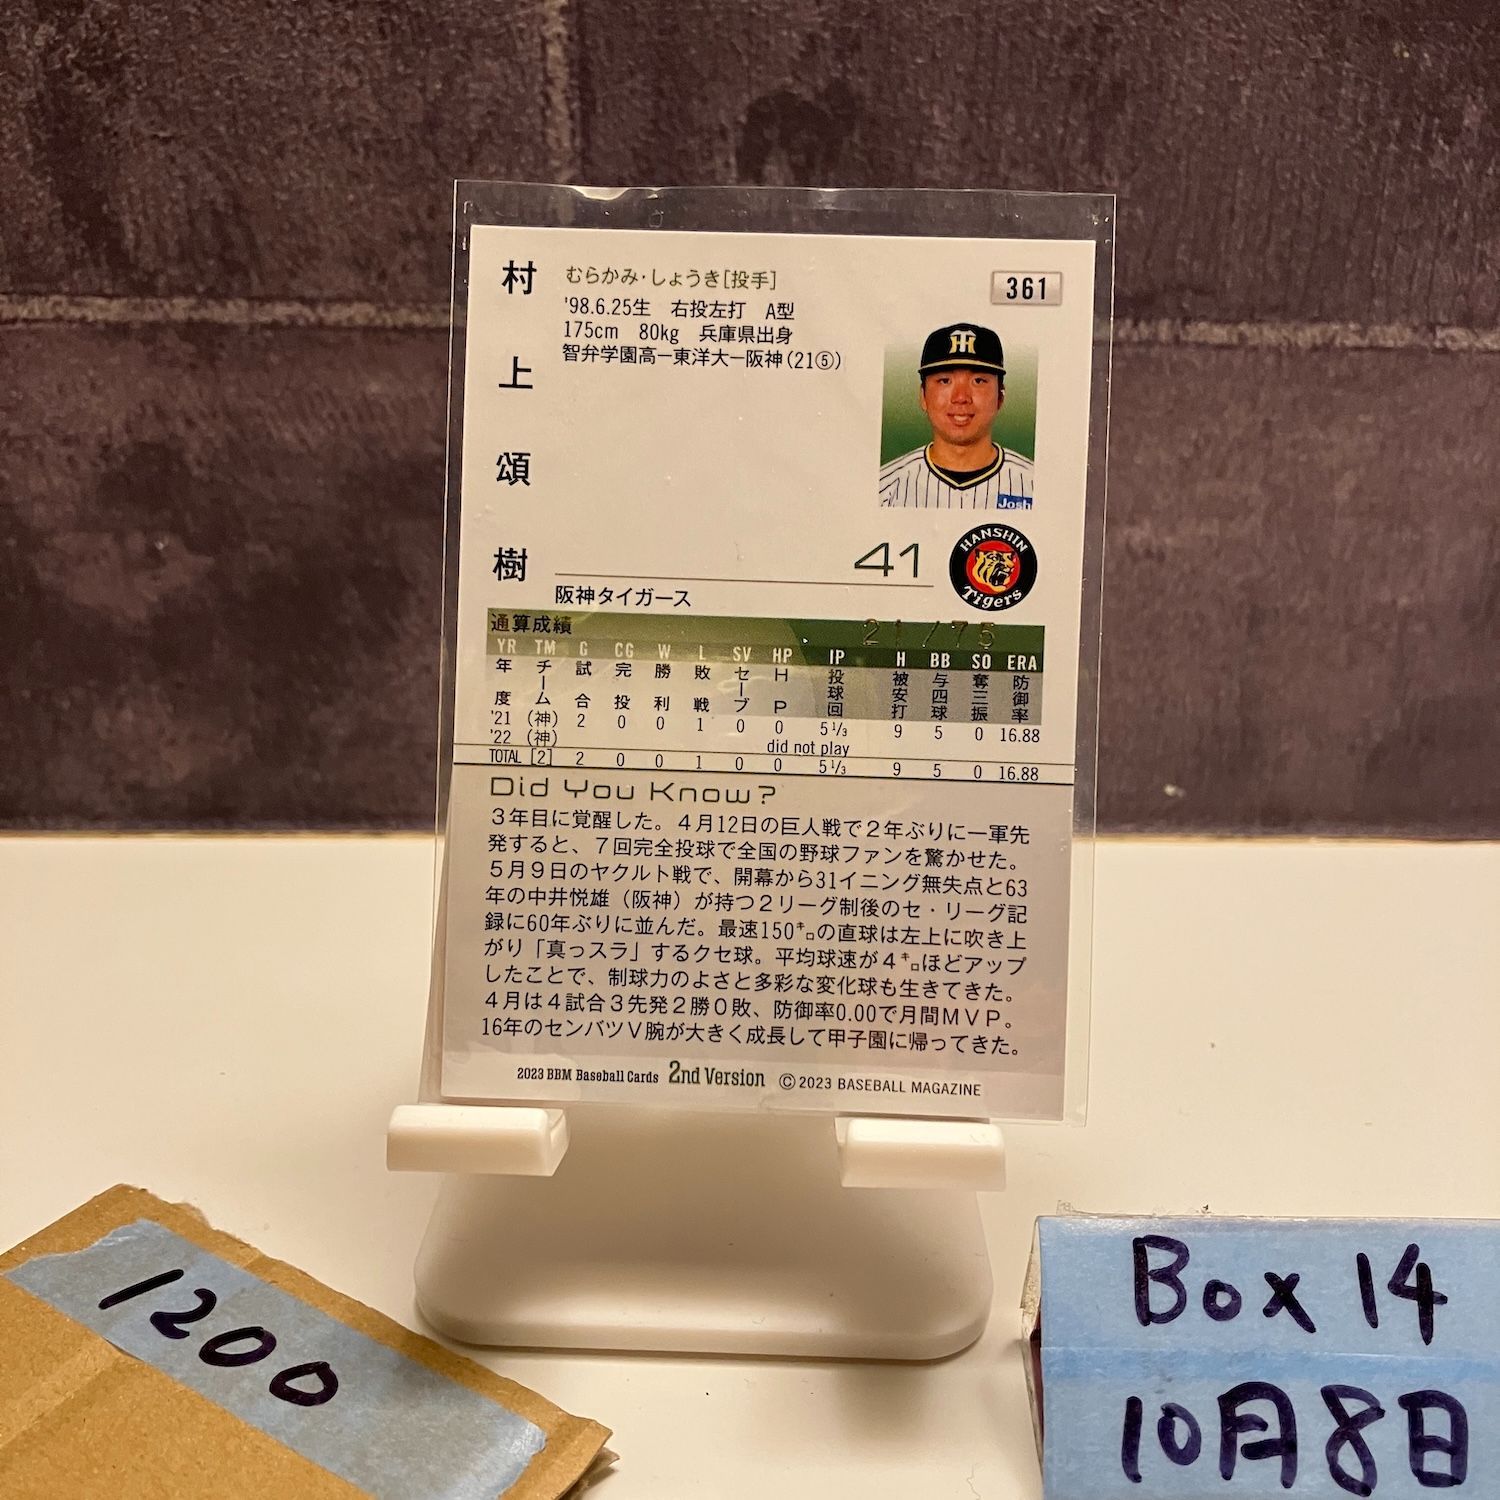 村上頌樹
むらかみ・しょうき[投手]
'98.6.25生 右投左打 A型
175cm 80kg 兵庫県出身
智弁学園高ー東洋大ー阪神(21⑤)
361
Josh
41
HANSHIN
Tigers
阪神タイガース
通算成績
21/75
YR TM G CG W L SV HP IP H BB SO ERA
年度 チーム 試合 完投 勝利 敗戦 セーブ HP 投球回 被安打 与四球 奪三振 防御率
'21 (神) 2 0 0 1 0 0 5 1/3 9 5 0 16.88
'22 (神) did not play
TOTAL [2] 2 0 0 1 0 0 5 1/3 9 5 0 16.88
Did You Know?
3年目に覚醒した。4月12日の巨人戦で2年ぶりに一軍先
発すると、7回完全投球で全国の野球ファンを驚かせた。
5月9日のヤクルト戦で、開幕から31イニング無失点と63
年の中井悦雄（阪神）が持つ2リーグ制後のセ・リーグ記
録に60年ぶりに並んだ。最速150㌔の直球は左上に吹き上
がり「真っスラ」するクセ球。平均球速が4㌔ほどアップ
したことで、制球力のよさと多彩な変化球も生きてきた。
4月は4試合3先発2勝0敗、防御率0.00で月間MVP。
16年のセンバツV腕が大きく成長して甲子園に帰ってきた。
2023 BBM Baseball Cards 2nd Version ©2023 BASEBALL MAGAZINE
1200
Box 14
10月8日